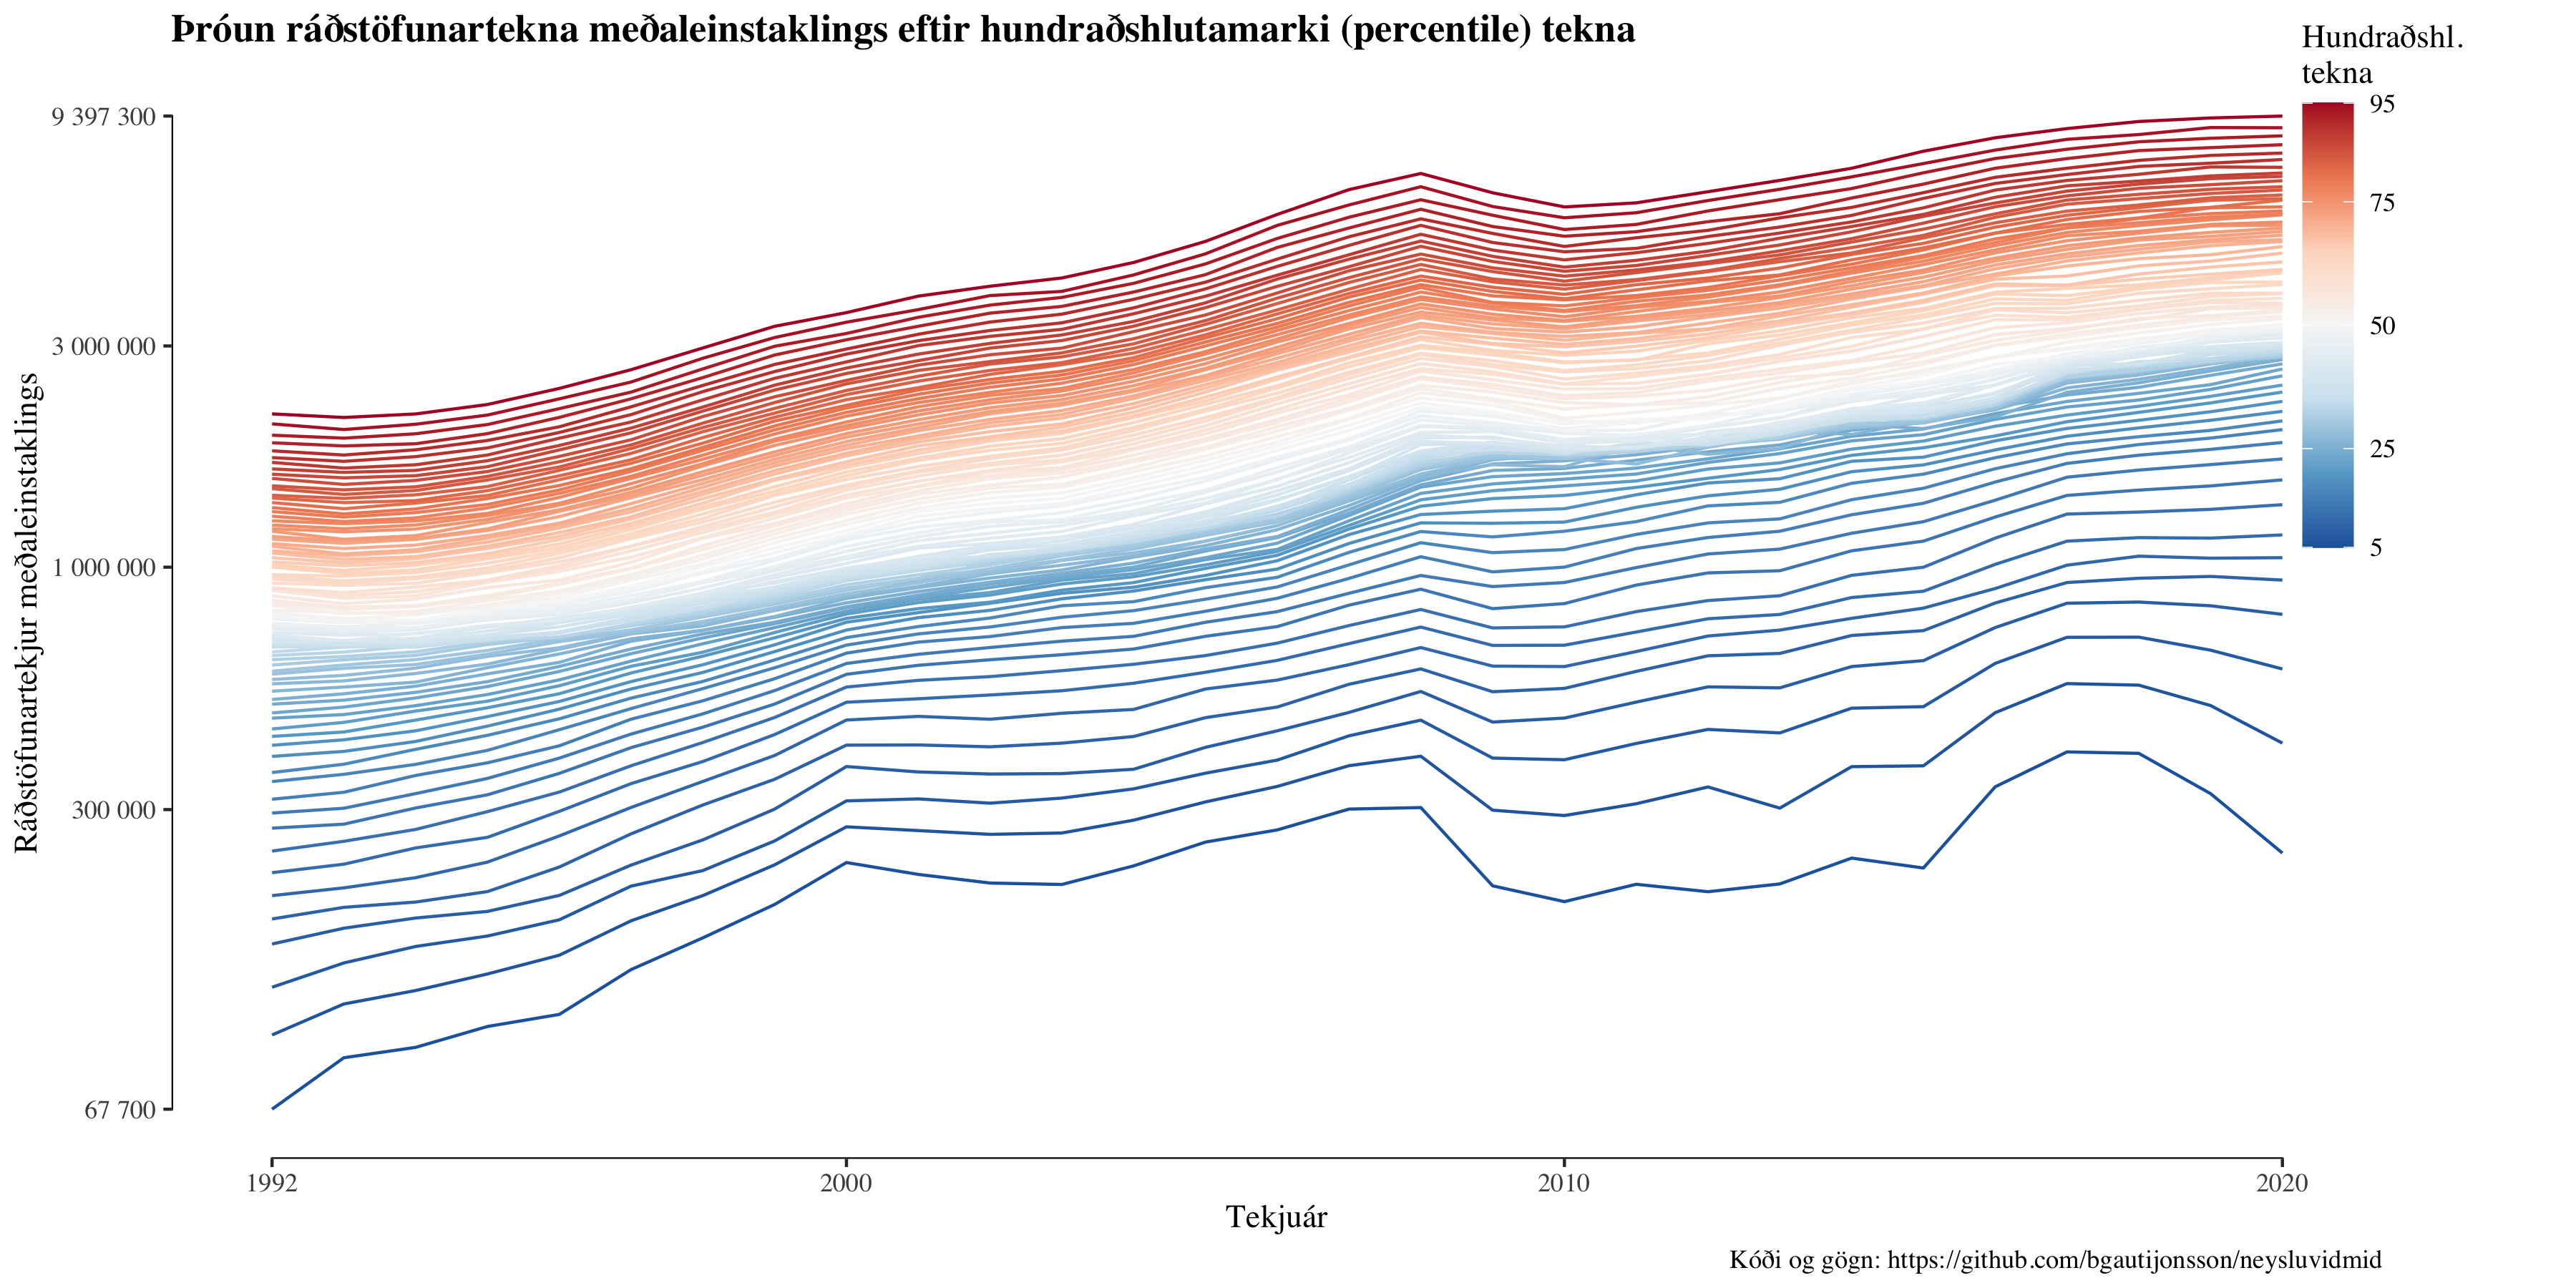 Þróun ráðstöfunartekna meðaleinstaklings eftir hundraðshlutamarki (percentile) tekna
Hundraðshl.
tekna
95
75
50
25
5
Ráðstöfunartekjur meðaleinstaklings
9 397 300
3 000 000
1 000 000
300 000
67 700
1992
2000
2010
2020
Tekjuár
Kóði og gögn: https://github.com/bgautijonsson/neysluvidmid